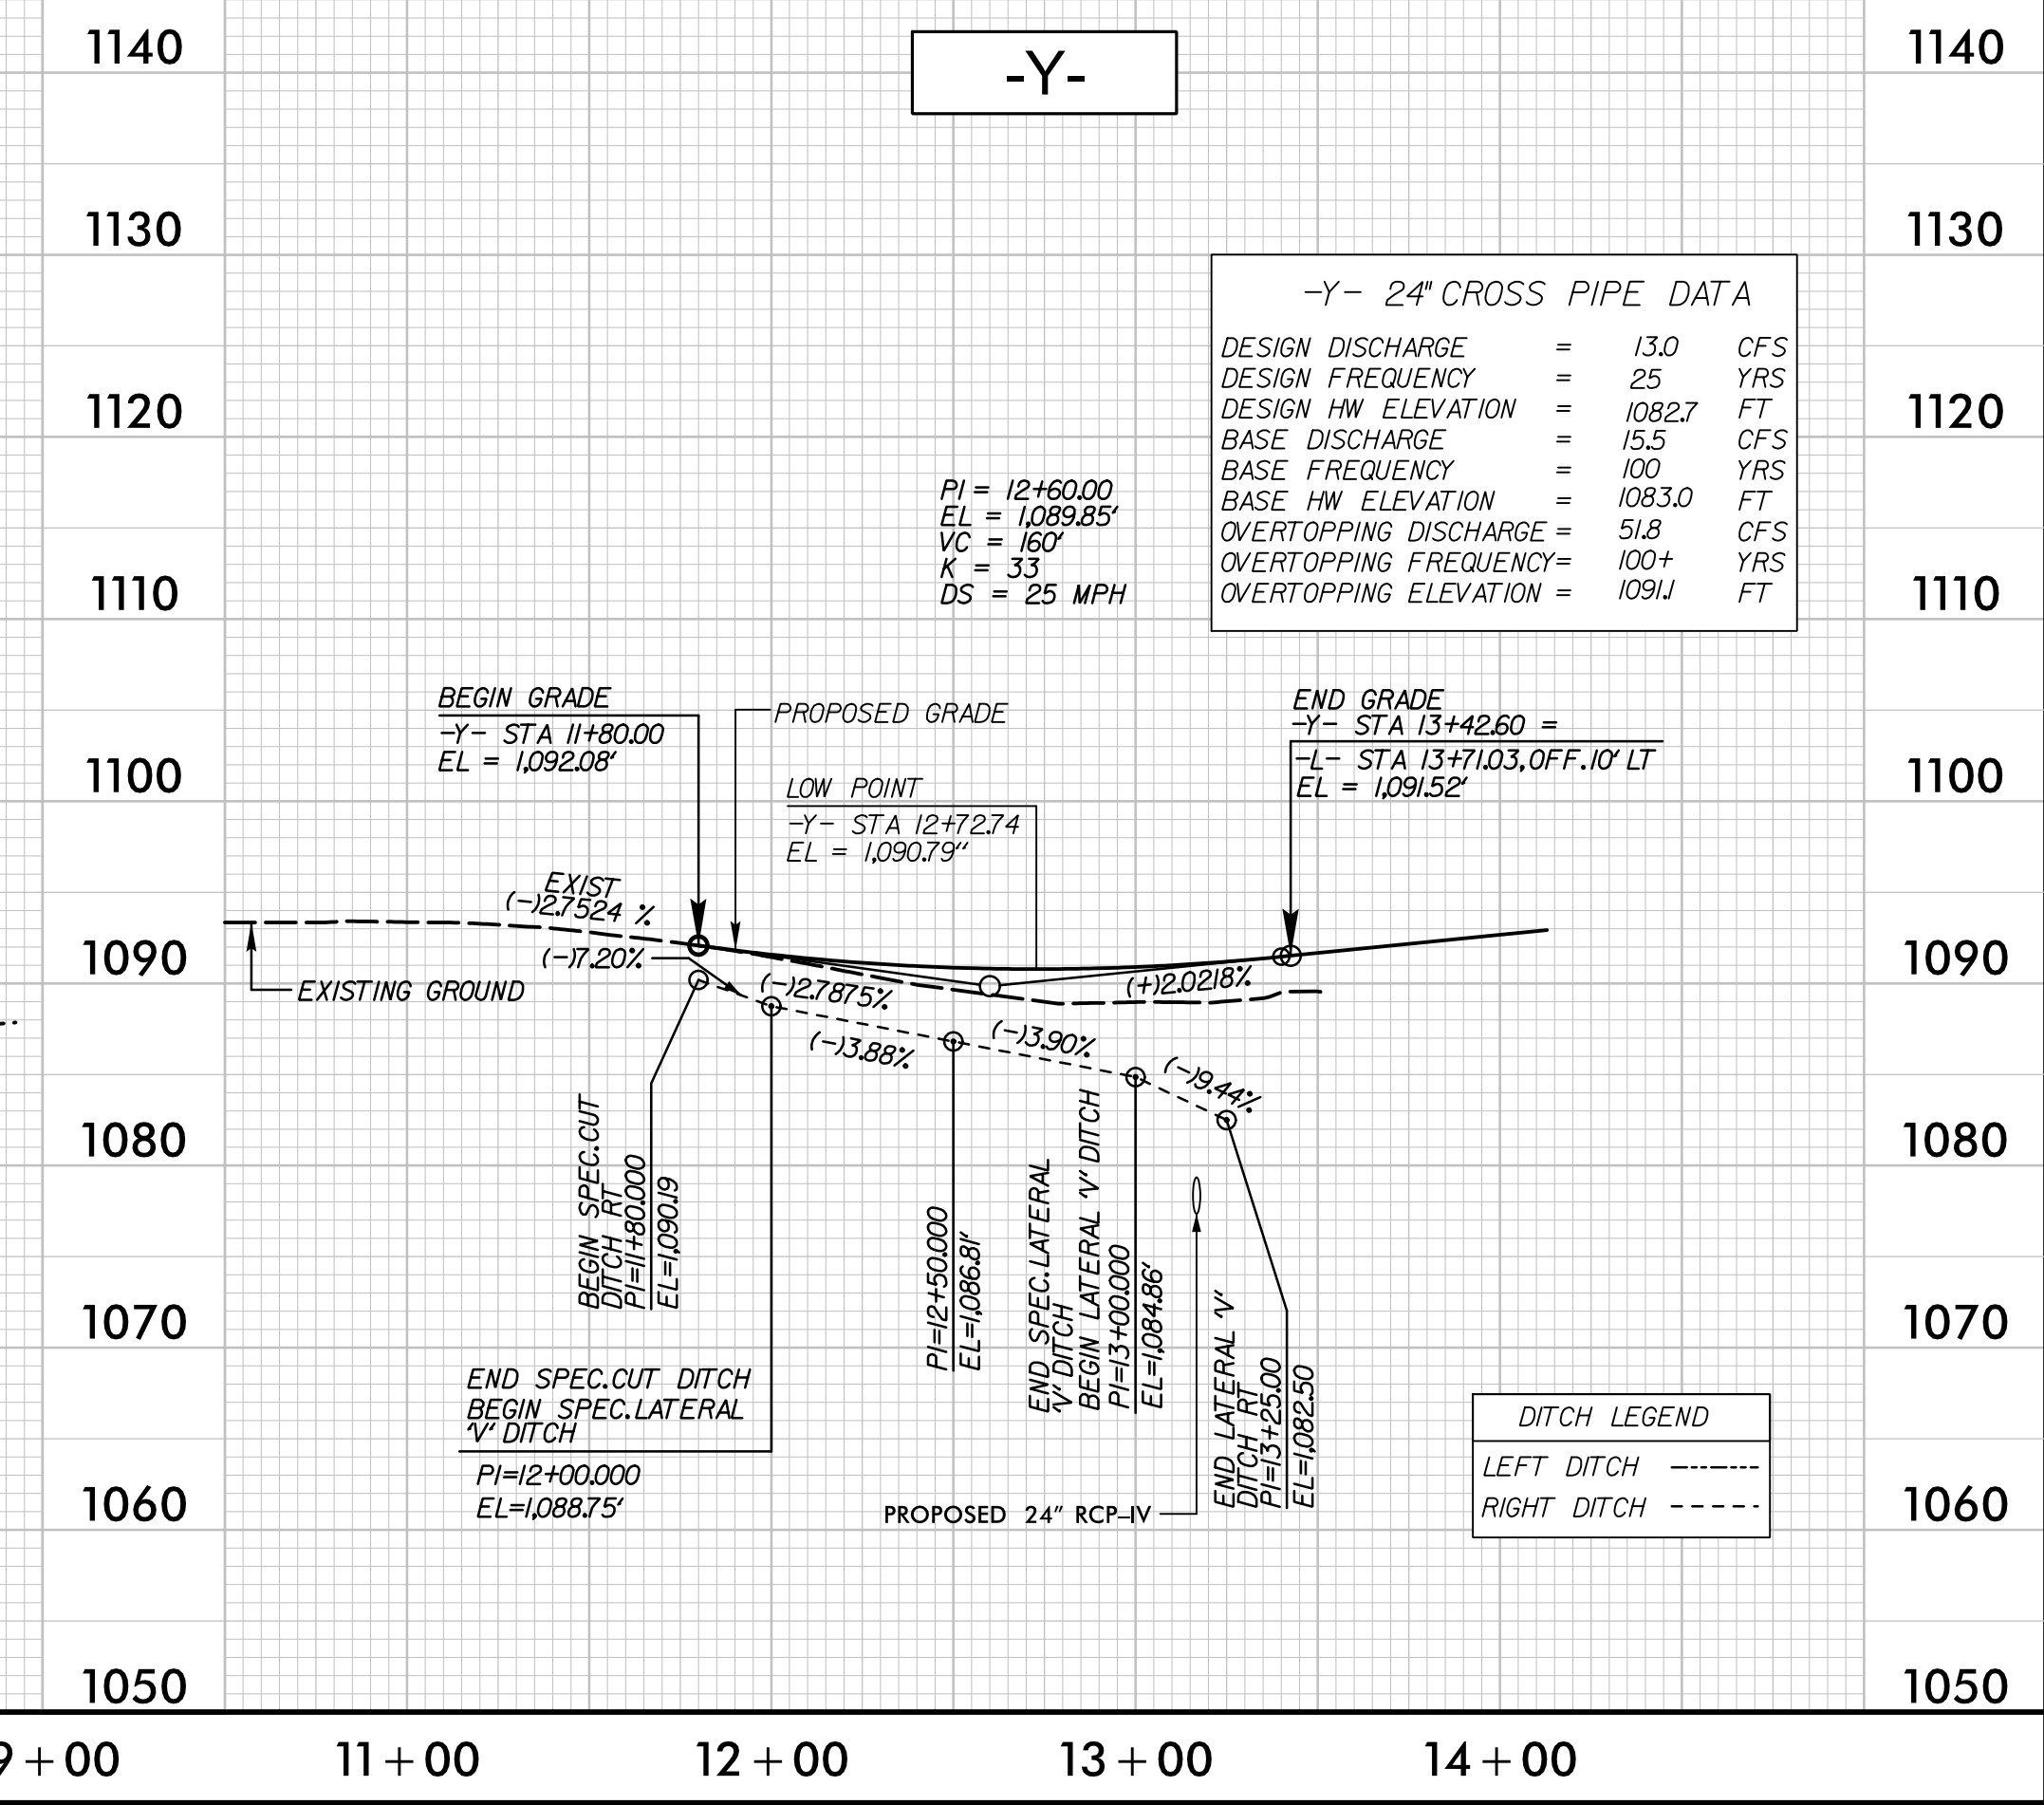 -Y-
1140
1140
1130
1130
1120
1120
1110
1110
1100
1100
1090
1090
1080
1080
1070
1070
1060
1060
1050
1050
-Y- 24" CROSS PIPE DATA
DESIGN DISCHARGE = 13.0 CFS
DESIGN FREQUENCY = 25 YRS
DESIGN HW ELEVATION = 1082.7 FT
BASE DISCHARGE = 15.5 CFS
BASE FREQUENCY = 100 YRS
BASE HW ELEVATION = 1083.0 FT
OVERTOPPING DISCHARGE = 51.8 CFS
OVERTOPPING FREQUENCY= 100+ YRS
OVERTOPPING ELEVATION = 1091.1 FT
PI = 12+60.00
EL = 1,089.85'
VC = 160'
K = 33
DS = 25 MPH
BEGIN GRADE
-Y- STA 11+80.00
EL = 1,092.08'
PROPOSED GRADE
LOW POINT
-Y- STA 12+72.74
EL = 1,090.79''
END GRADE
-Y- STA 13+42.60 =
-L- STA 13+71.03, OFF. 10' LT
EL = 1,091.52'
EXIST
(-)2.7524 %
(-)7.20%
EXISTING GROUND
(-)2.7875%
(+)2.0218%
(-)3.88%
(-)3.90%
(-)9.44%
BEGIN SPEC. CUT
DITCH RT
PI=11+80.000
EL=1,090.19
END SPEC. CUT DITCH
BEGIN SPEC. LATERAL
'V' DITCH
PI=12+00.000
EL=1,088.75'
PI=12+50.000
EL=1,086.81'
END SPEC. LATERAL
'V' DITCH
BEGIN LATERAL 'V' DITCH
PI=13+00.000
EL=1,084.86'
PROPOSED 24" RCP-IV
END LATERAL 'V'
DITCH RT
PI=13+25.00
EL=1,082.50
DITCH LEGEND
LEFT DITCH
RIGHT DITCH
9+00
11+00
12+00
13+00
14+00